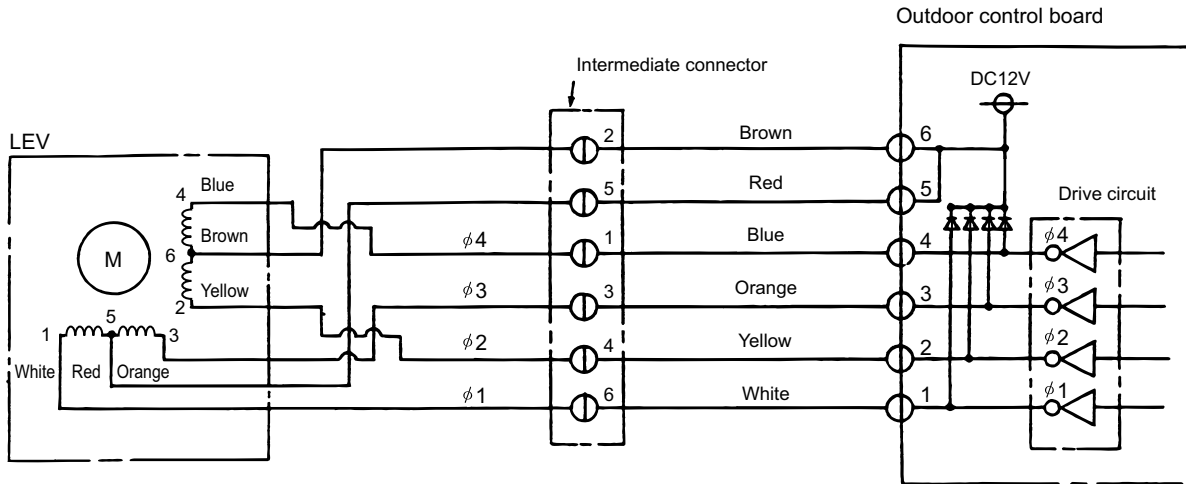 Outdoor control board
Intermediate connector
DC12V
LEV
2 Brown 6
5 Red 5
Drive circuit
4 Blue
Brown
6
Yellow
2
M
ϕ4 1 Blue 4 ϕ4
ϕ3 3 Orange 3 ϕ3
ϕ2 4 Yellow 2 ϕ2
ϕ1 6 White 1 ϕ1
1 5 3
White Red Orange